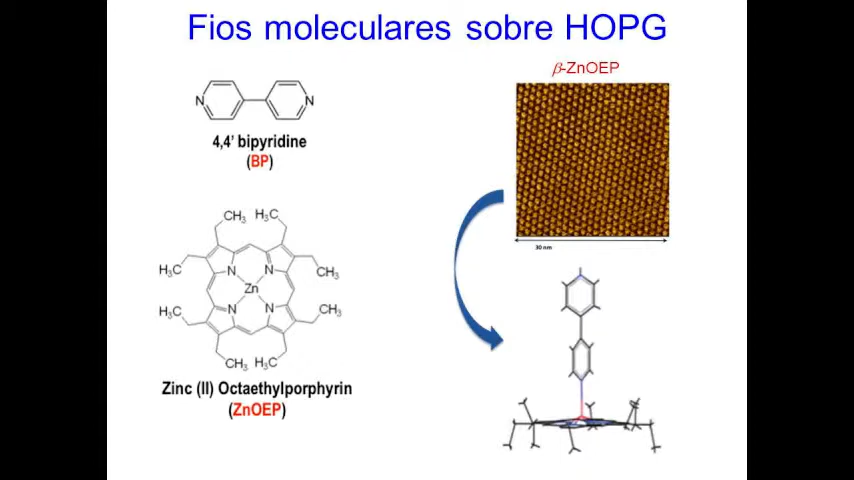 Fios moleculares sobre HOPG
N
N
4,4’ bipyridine
(BP)
CH₃ H₃C
H₃C
CH₃
N
N
Zn
N
N
H₃C
CH₃
CH₃ H₃C
Zinc (II) Octaethylporphyrin
(ZnOEP)
β-ZnOEP
30 nm